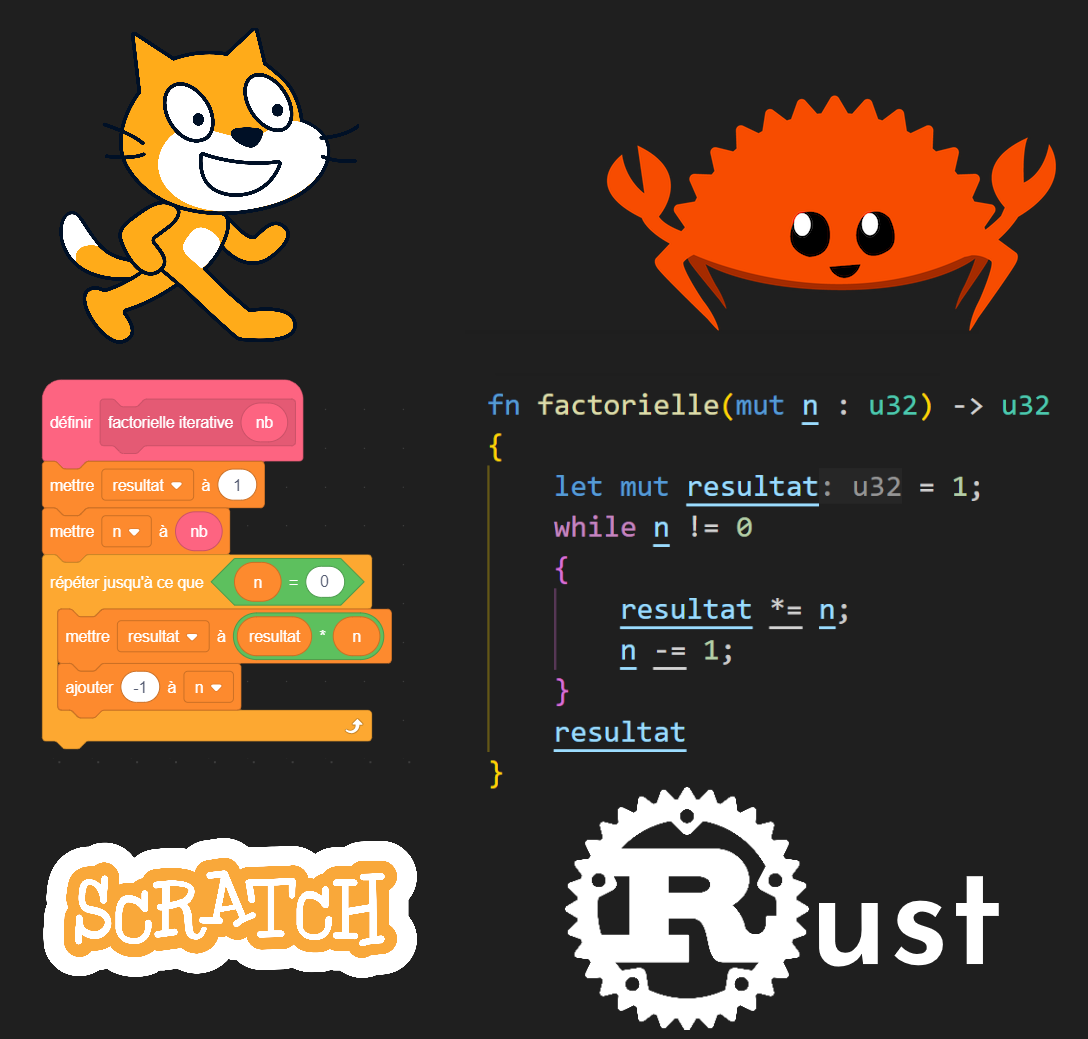 définir factorielle iterative nb
mettre resultat à 1
mettre n à nb
répéter jusqu'à ce que n = 0
mettre resultat à resultat * n
ajouter -1 à n
fn factorielle(mut n : u32) -> u32
{
let mut resultat: u32 = 1;
while n != 0
{
resultat *= n;
n -= 1;
}
resultat
}
SCRATCH
Rust